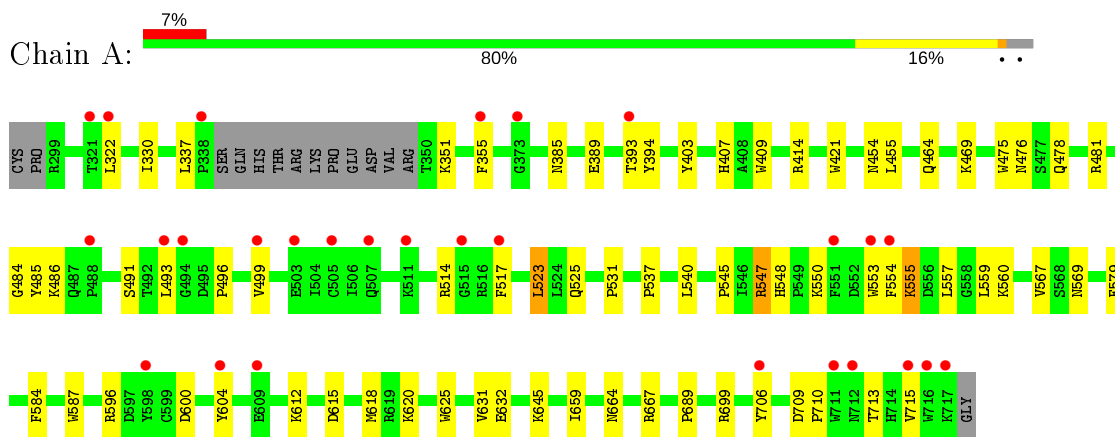 7%
Chain A:
80% 16% • •
CYS PRO R299 T321 L322 I330 L337 P338 SER GLN HIS THR ARG LYS PRO GLU ASP VAL ARG T350 K351 F355 G373 N385 E389 T393 Y394 Y403 H407 A408 W409 R414 W421 N454 L455 Q464 K469 W475 N476 S477 Q478 R481
G484 Y485 K486 Q487 P488 S491 T492 L493 G494 D495 P496 V499 E503 I504 C505 I506 Q507 K511 R514 G515 R516 F517 L523 L524 Q525 P531 P537 L540 P545 I546 R547 H548 P549 K550 F551 D552 W553 F554 K555 D556 L557 G558 L559 K560 V567 S568 N569
F584 W587 R596 D597 Y598 C599 D600 Y604 E609 K612 D615 M618 R619 K620 W625 V631 E632 K645 I659 N664 R667 P689 R699 Y706 D709 P710 W711 N712 T713 H714 V715 W716 K717 GLY